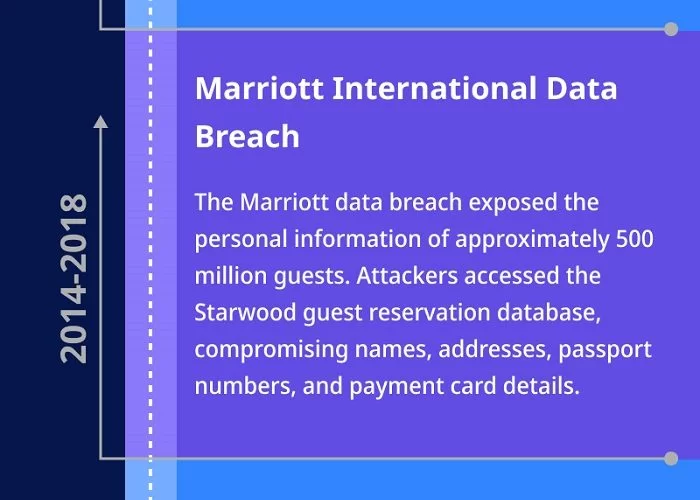 Marriott International Data
Breach
2014-2018
The Marriott data breach exposed the
personal information of approximately 500
million guests. Attackers accessed the
Starwood guest reservation database,
compromising names, addresses, passport
numbers, and payment card details.